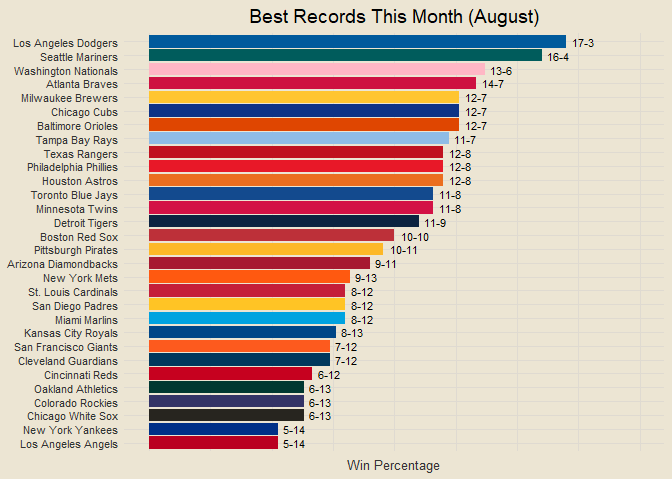 Best Records This Month (August)
Los Angeles Dodgers 17-3
Seattle Mariners 16-4
Washington Nationals 13-6
Atlanta Braves 14-7
Milwaukee Brewers 12-7
Chicago Cubs 12-7
Baltimore Orioles 12-7
Tampa Bay Rays 11-7
Texas Rangers 12-8
Philadelphia Phillies 12-8
Houston Astros 12-8
Toronto Blue Jays 11-8
Minnesota Twins 11-8
Detroit Tigers 11-9
Boston Red Sox 10-10
Pittsburgh Pirates 10-11
Arizona Diamondbacks 9-11
New York Mets 9-13
St. Louis Cardinals 8-12
San Diego Padres 8-12
Miami Marlins 8-12
Kansas City Royals 8-13
San Francisco Giants 7-12
Cleveland Guardians 7-12
Cincinnati Reds 6-12
Oakland Athletics 6-13
Colorado Rockies 6-13
Chicago White Sox 6-13
New York Yankees 5-14
Los Angeles Angels 5-14
Win Percentage